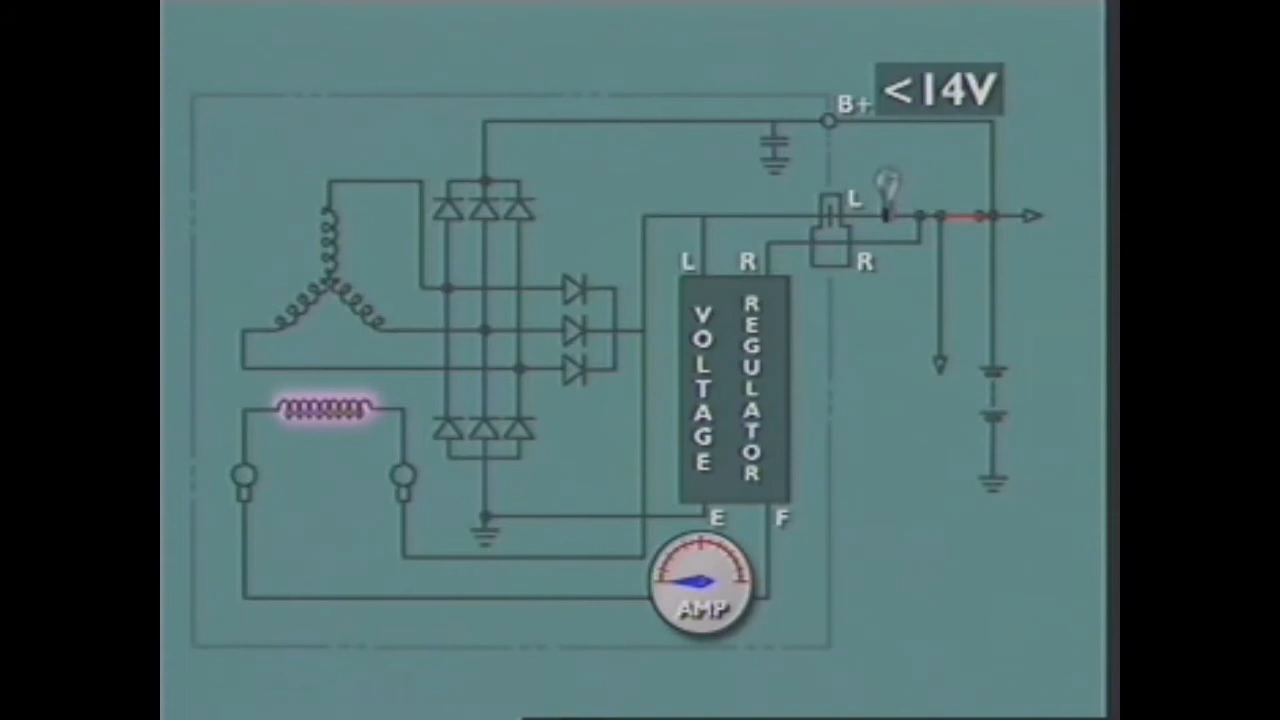 <14V
B+
L
R
L
R
VOLTAGE
REGULATOR
E
F
AMP